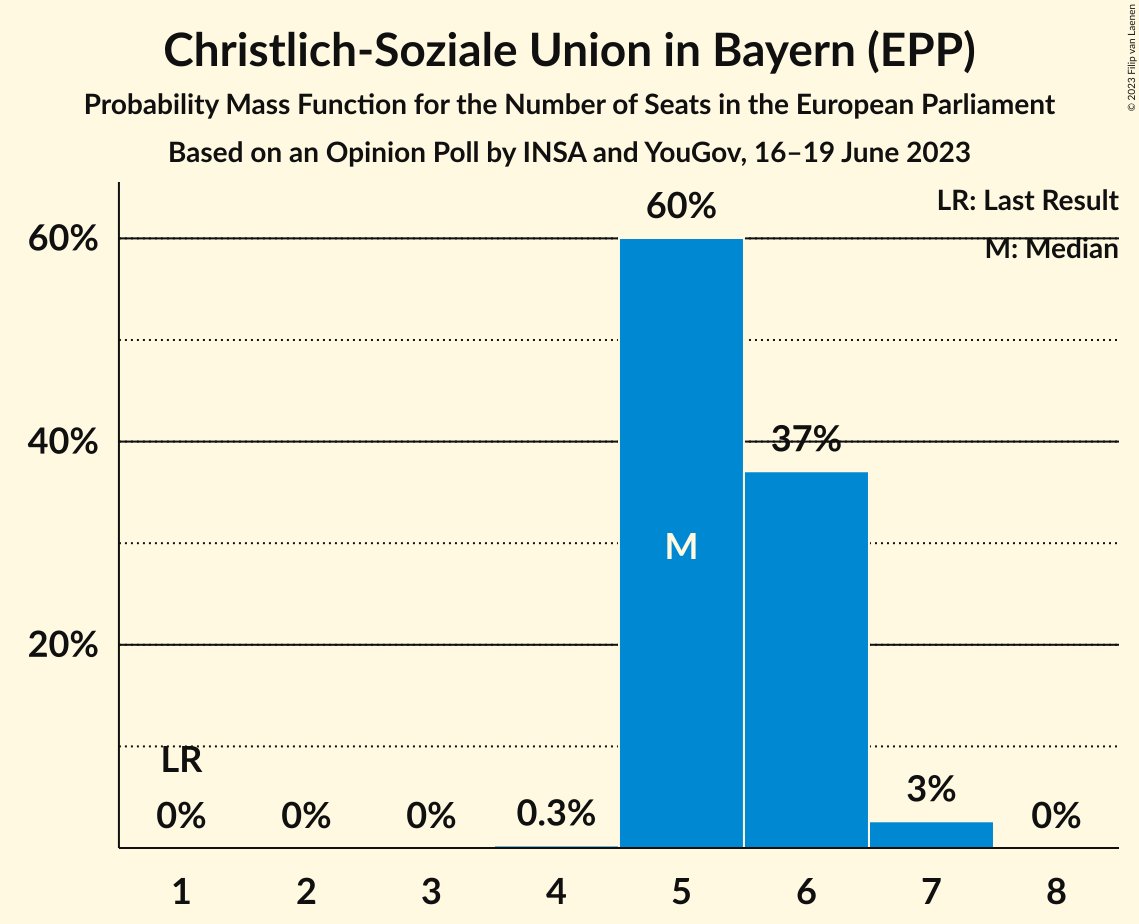 Christlich-Soziale Union in Bayern (EPP)
Probability Mass Function for the Number of Seats in the European Parliament
Based on an Opinion Poll by INSA and YouGov, 16–19 June 2023
© 2023 Filip van Laenen
LR: Last Result
M: Median
60%
40%
20%
LR
0%
0%
0%
0.3%
60%
M
37%
3%
0%
1 2 3 4 5 6 7 8